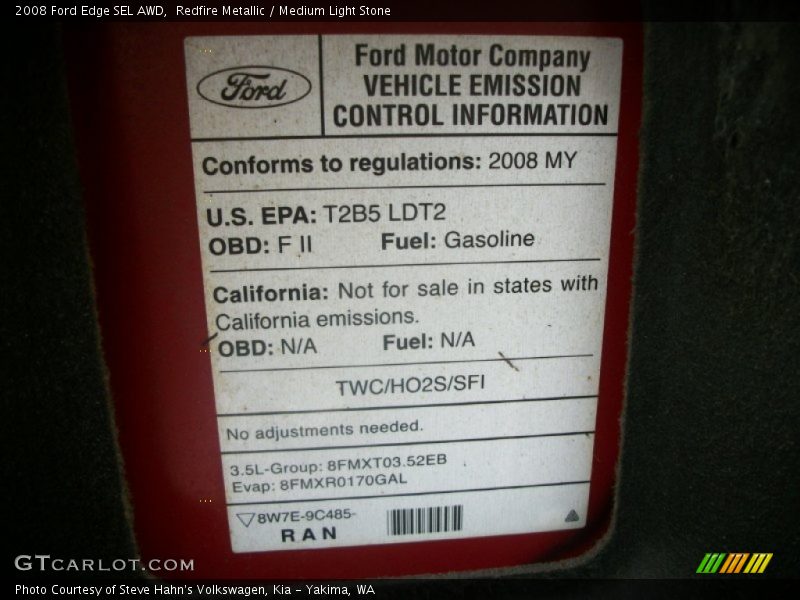 2008 Ford Edge SEL AWD, Redfire Metallic / Medium Light Stone
Ford
Ford Motor Company
VEHICLE EMISSION
CONTROL INFORMATION
Conforms to regulations: 2008 MY
U.S. EPA: T2B5 LDT2
OBD: F II Fuel: Gasoline
California: Not for sale in states with
California emissions.
OBD: N/A Fuel: N/A
TWC/HO2S/SFI
No adjustments needed.
3.5L-Group: 8FMXT03.52EB
Evap: 8FMXR0170GAL
8W7E-9C485-
RAN
GTCARLOT.COM
Photo Courtesy of Steve Hahn's Volkswagen, Kia – Yakima, WA